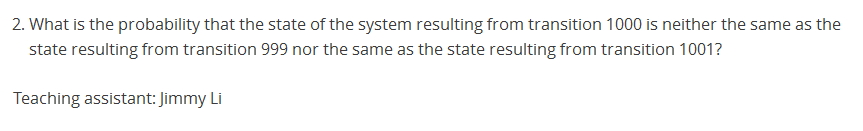 2. What is the probability that the state of the system resulting from transition 1000 is neither the same as the
state resulting from transition 999 nor the same as the state resulting from transition 1001?
Teaching assistant: Jimmy Li